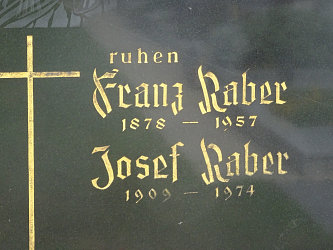 ruhen
Franz Raber
1878 – 1957
Josef Raber
1909 – 1974